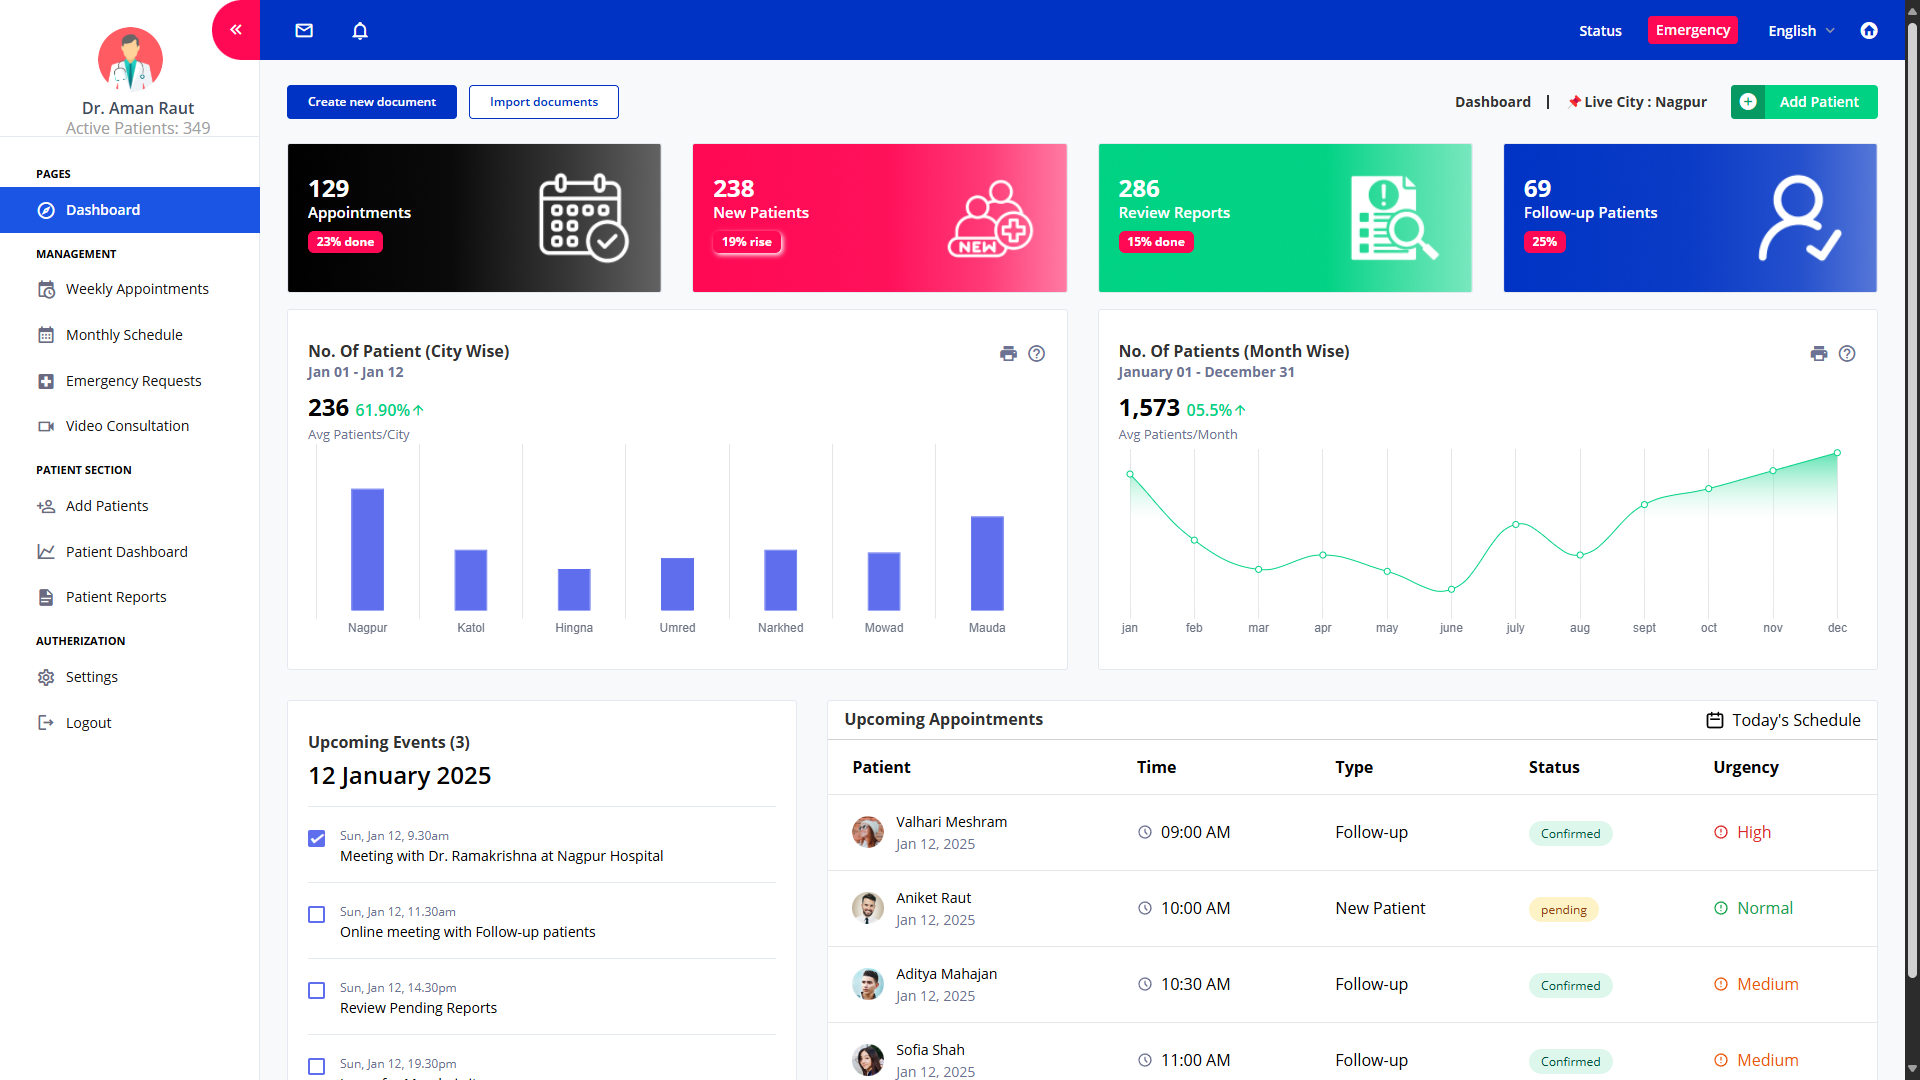 Dr. Aman Raut
Active Patients: 349
PAGES
Dashboard
MANAGEMENT
Weekly Appointments
Monthly Schedule
Emergency Requests
Video Consultation
PATIENT SECTION
Add Patients
Patient Dashboard
Patient Reports
AUTHERIZATION
Settings
Logout
Status
Emergency
English
Create new document
Import documents
Dashboard |
Live City : Nagpur
Add Patient
129
Appointments
23% done
238
New Patients
19% rise
NEW
286
Review Reports
15% done
69
Follow-up Patients
25%
No. Of Patient (City Wise)
Jan 01 - Jan 12
236 61.90%
Avg Patients/City
Nagpur Katol Hingna Umred Narkhed Mowad Mauda
No. Of Patients (Month Wise)
January 01 - December 31
1,573 05.5%
Avg Patients/Month
jan feb mar apr may june july aug sept oct nov dec
Upcoming Events (3)
12 January 2025
Sun, Jan 12, 9.30am
Meeting with Dr. Ramakrishna at Nagpur Hospital
Sun, Jan 12, 11.30am
Online meeting with Follow-up patients
Sun, Jan 12, 14.30pm
Review Pending Reports
Sun, Jan 12, 19.30pm
Upcoming Appointments
Today's Schedule
Patient Time Type Status Urgency
Valhari Meshram
Jan 12, 2025
09:00 AM Follow-up Confirmed High
Aniket Raut
Jan 12, 2025
10:00 AM New Patient pending Normal
Aditya Mahajan
Jan 12, 2025
10:30 AM Follow-up Confirmed Medium
Sofia Shah
Jan 12, 2025
11:00 AM Follow-up Confirmed Medium